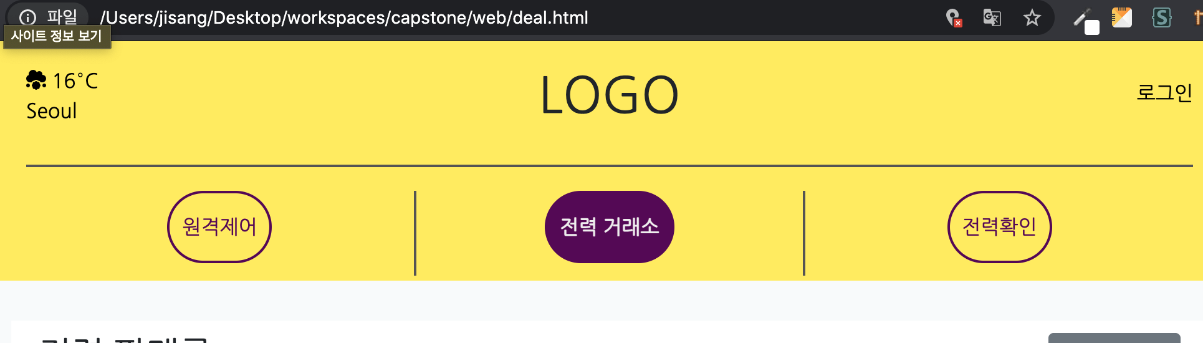 파일
/Users/jisang/Desktop/workspaces/capstone/web/deal.html
사이트 정보 보기
16°C
Seoul
LOGO
로그인
원격제어
전력 거래소
전력확인